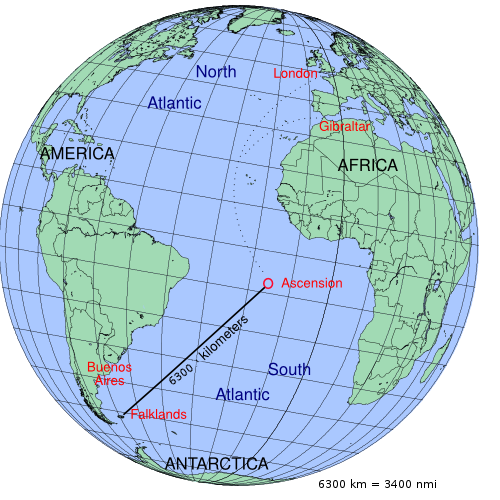 London
North
Atlantic
Gibraltar
AMERICA
AFRICA
Ascension
6300 kilometers
South
Atlantic
Buenos
Aires
Falklands
ANTARCTICA
6300 km = 3400 nmi